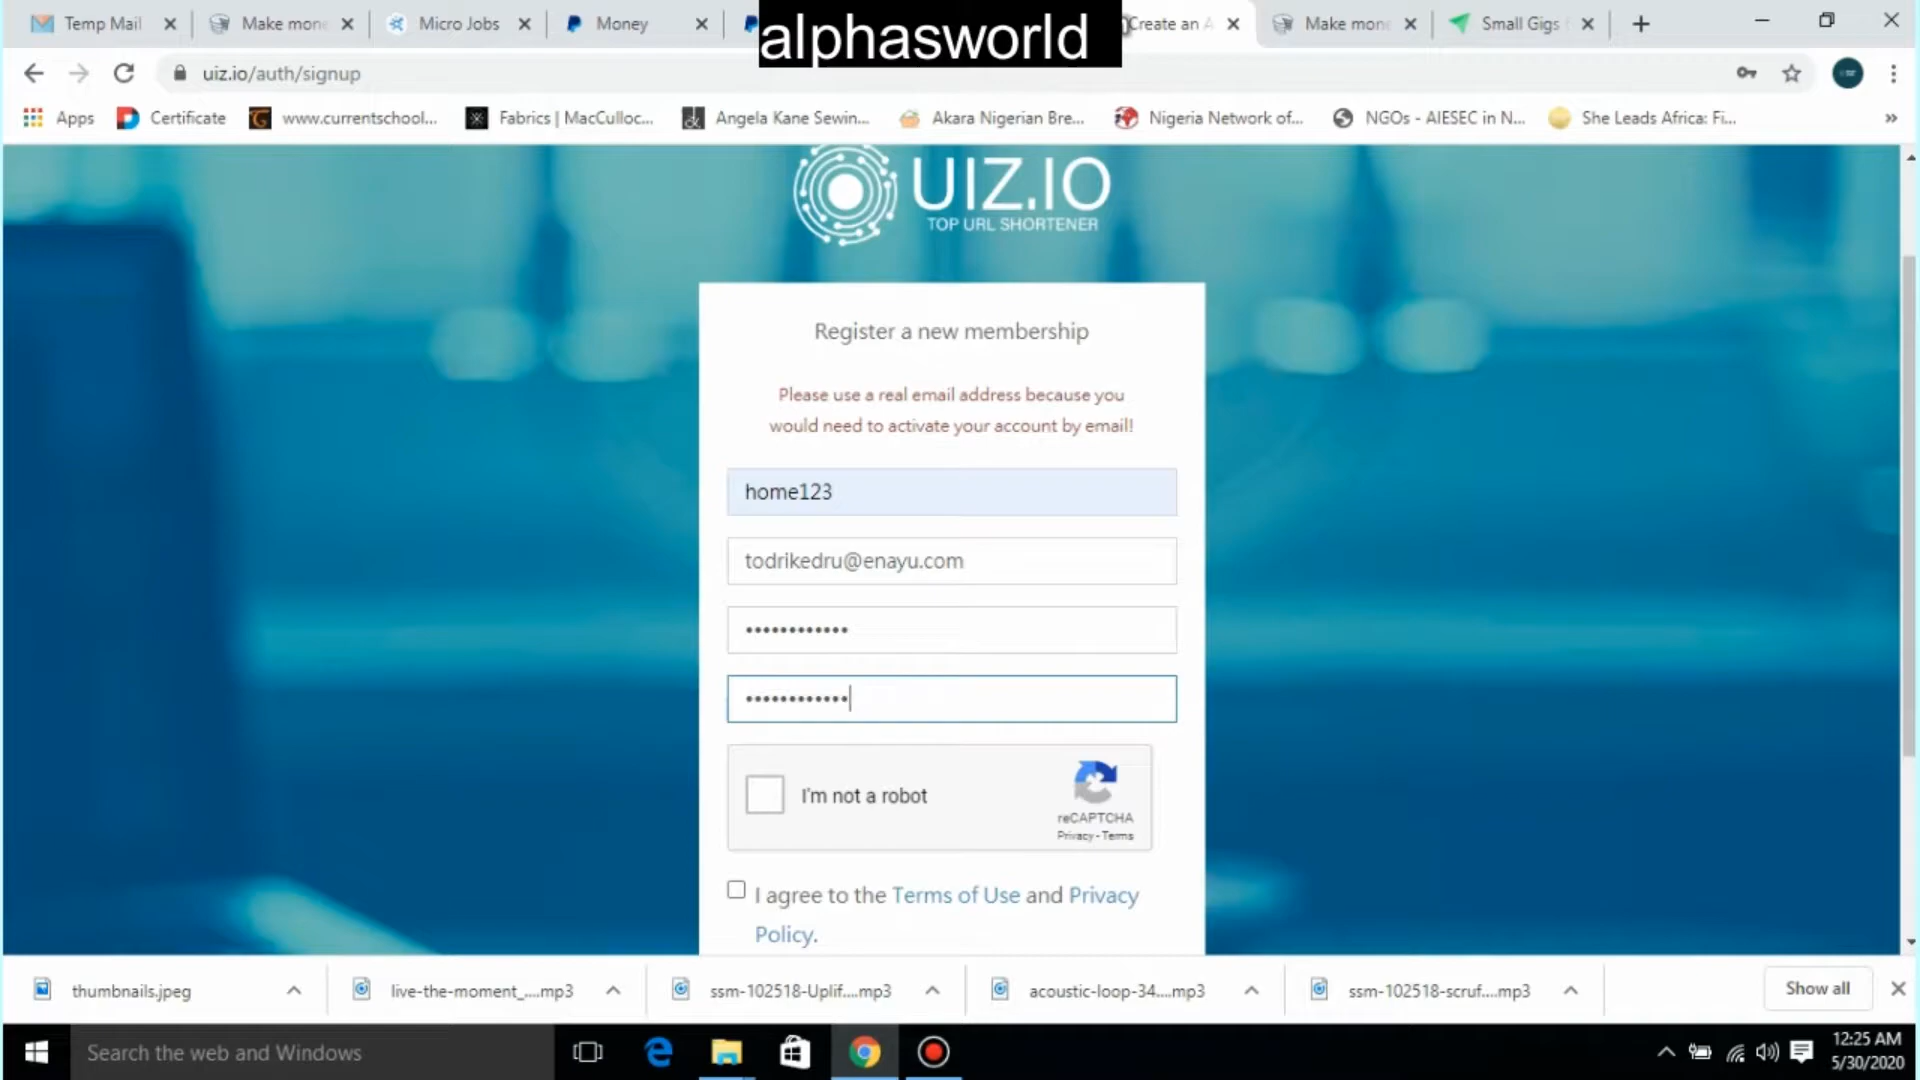 Temp Mail
Make mone
Micro Jobs
Money
alphasworld
Create an A
Make mone
Small Gigs
uiz.io/auth/signup
Apps
Certificate
www.currentschool...
Fabrics | MacCulloc...
Angela Kane Sewin...
Akara Nigerian Bre...
Nigeria Network of...
NGOs - AIESEC in N...
She Leads Africa: Fi...
»
UIZ.IO
TOP URL SHORTENER
Register a new membership
Please use a real email address because you
would need to activate your account by email!
home123
todrikedru@enayu.com
••••••••••••
••••••••••••
I'm not a robot
reCAPTCHA
Privacy - Terms
I agree to the Terms of Use and Privacy
Policy.
thumbnails.jpeg
live-the-moment_....mp3
ssm-102518-Uplif....mp3
acoustic-loop-34....mp3
ssm-102518-scruf....mp3
Show all
Search the web and Windows
12:25 AM
5/30/2020